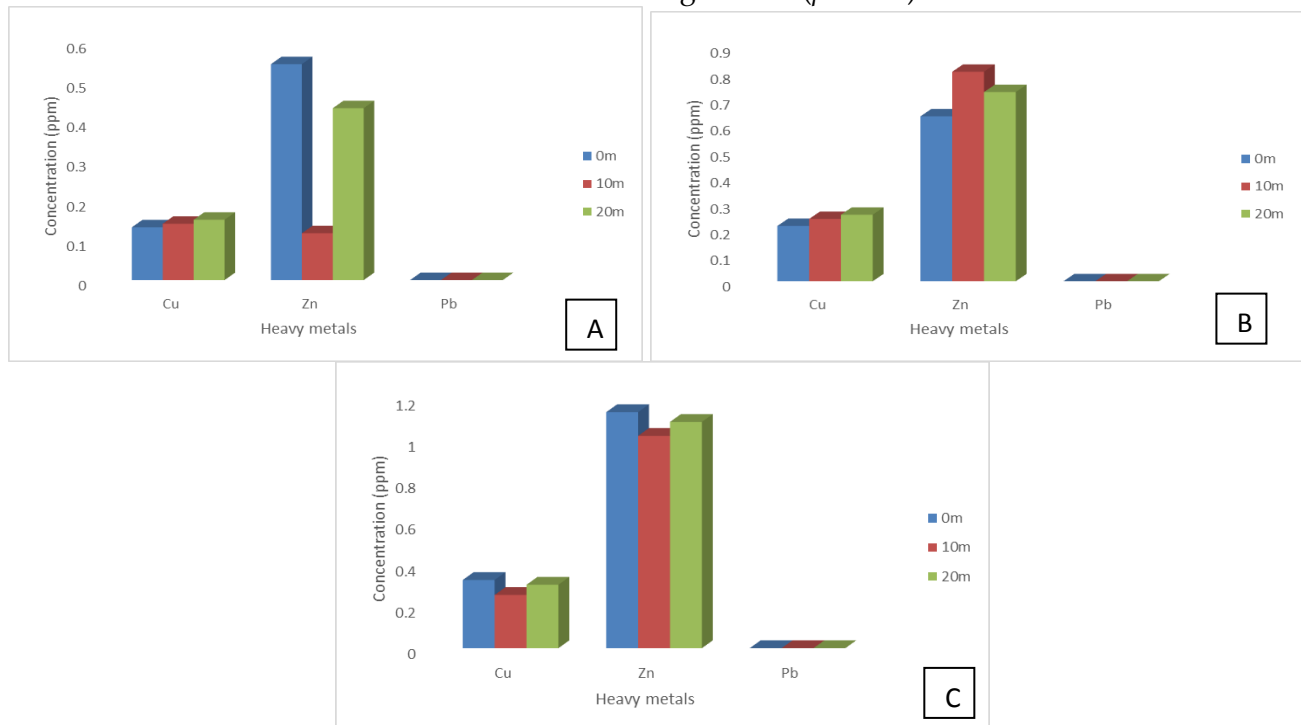 0.6
0.5
0.4
0.3
0.2
0.1
0
Concentration (ppm)
Cu Zn Pb
Heavy metals
0m
10m
20m
A
0.9
0.8
0.7
0.6
0.5
0.4
0.3
0.2
0.1
0
Concentration (ppm)
Cu Zn Pb
Heavy metals
0m
10m
20m
B
1.2
1
0.8
0.6
0.4
0.2
0
Concentration (ppm)
Cu Zn Pb
Heavy metals
0m
10m
20m
C